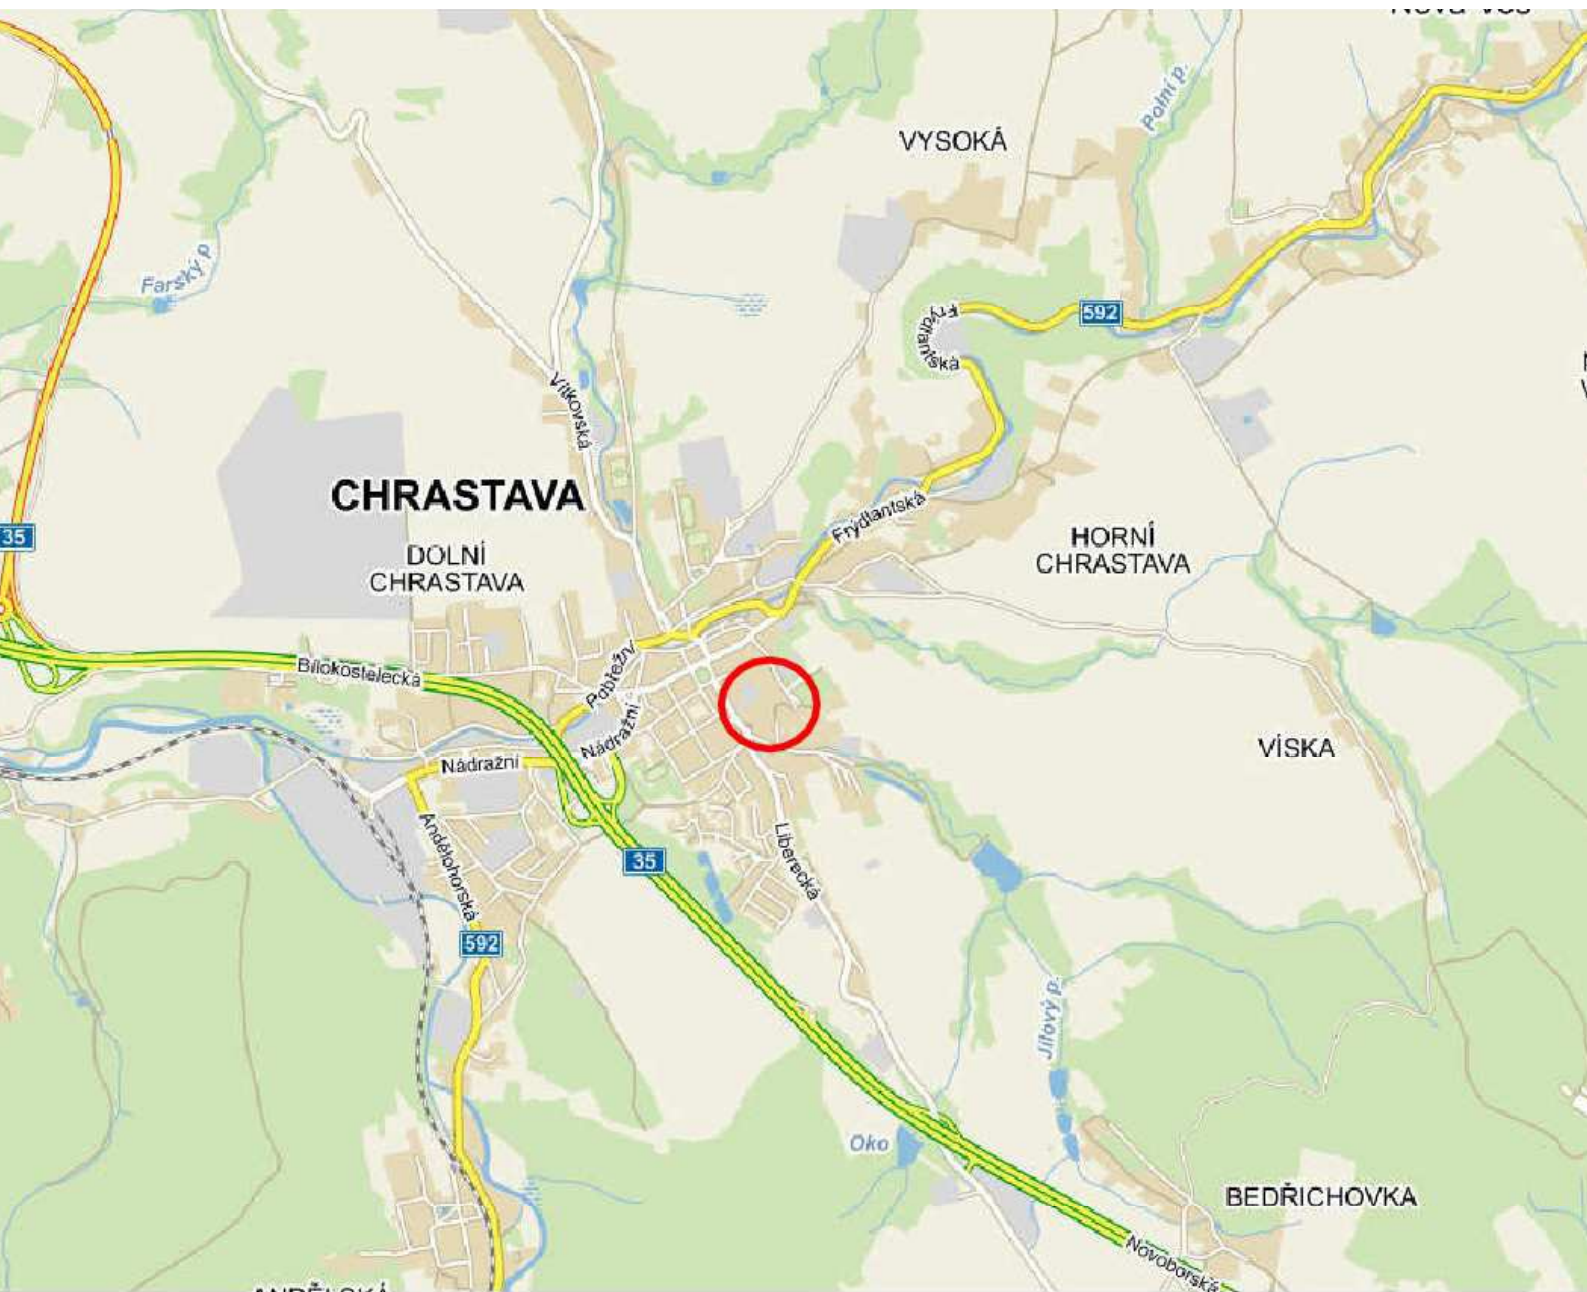 VYSOKÁ
Polní p.
Farský p
592
Frýdlantská
Vítkovská
CHRASTAVA
35
DOLNÍ
CHRASTAVA
Frýdlantská
HORNÍ
CHRASTAVA
Bílokostelecká
Pobřežní
Nádražní
Nádražní
VÍSKA
Andělohorská
35
Liberecká
592
Jílový p.
Oko
BEDŘICHOVKA
Novoborská